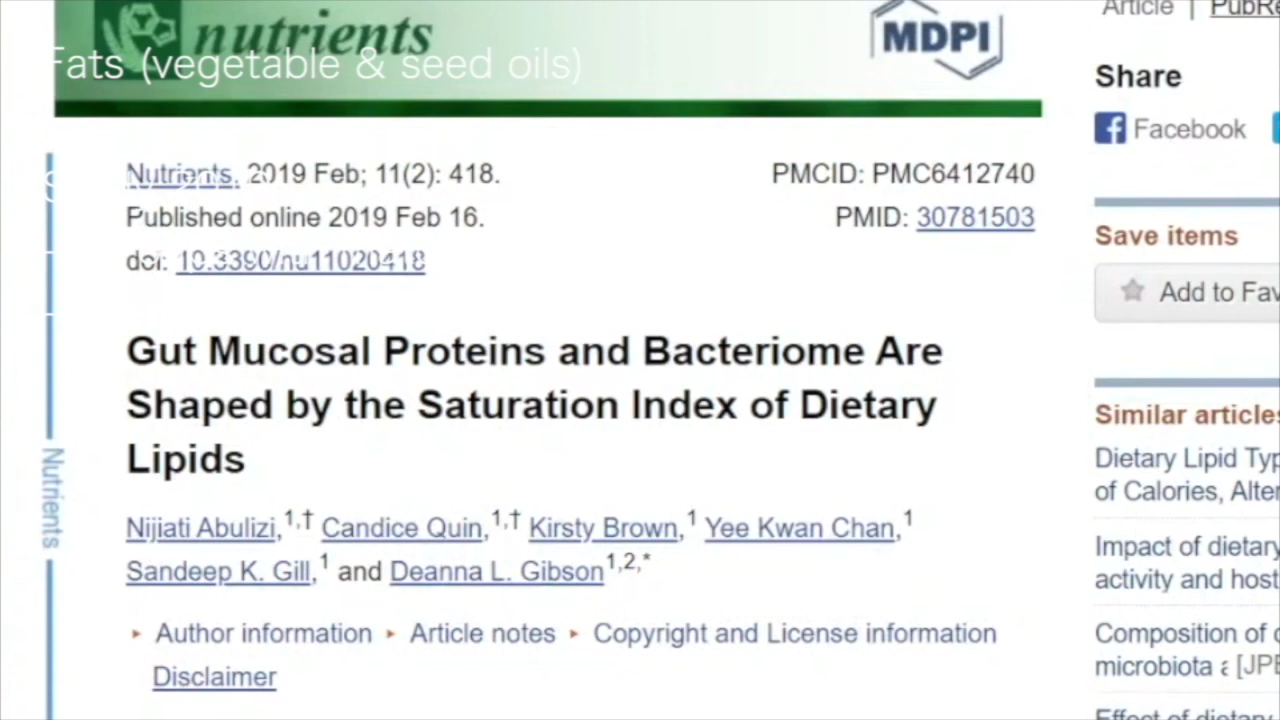 Article | PubRe
nutrients
MDPI
Fats (vegetable & seed oils)
Share
Facebook
Nutrients. 2019 Feb; 11(2): 418.
PMCID: PMC6412740
Published online 2019 Feb 16.
PMID: 30781503
doi: 10.3390/nu11020418
Save items
Add to Fav
Gut Mucosal Proteins and Bacteriome Are
Shaped by the Saturation Index of Dietary
Lipids
Nutrients
Similar articles
Dietary Lipid Typ
of Calories, Alter
Nijiati Abulizi,1,† Candice Quin,1,† Kirsty Brown,1 Yee Kwan Chan,1
Sandeep K. Gill,1 and Deanna L. Gibson1,2,*
Impact of dietary
activity and host
▸ Author information ▸ Article notes ▸ Copyright and License information
Disclaimer
Composition of d
microbiota a [JPE
Effect of dietary